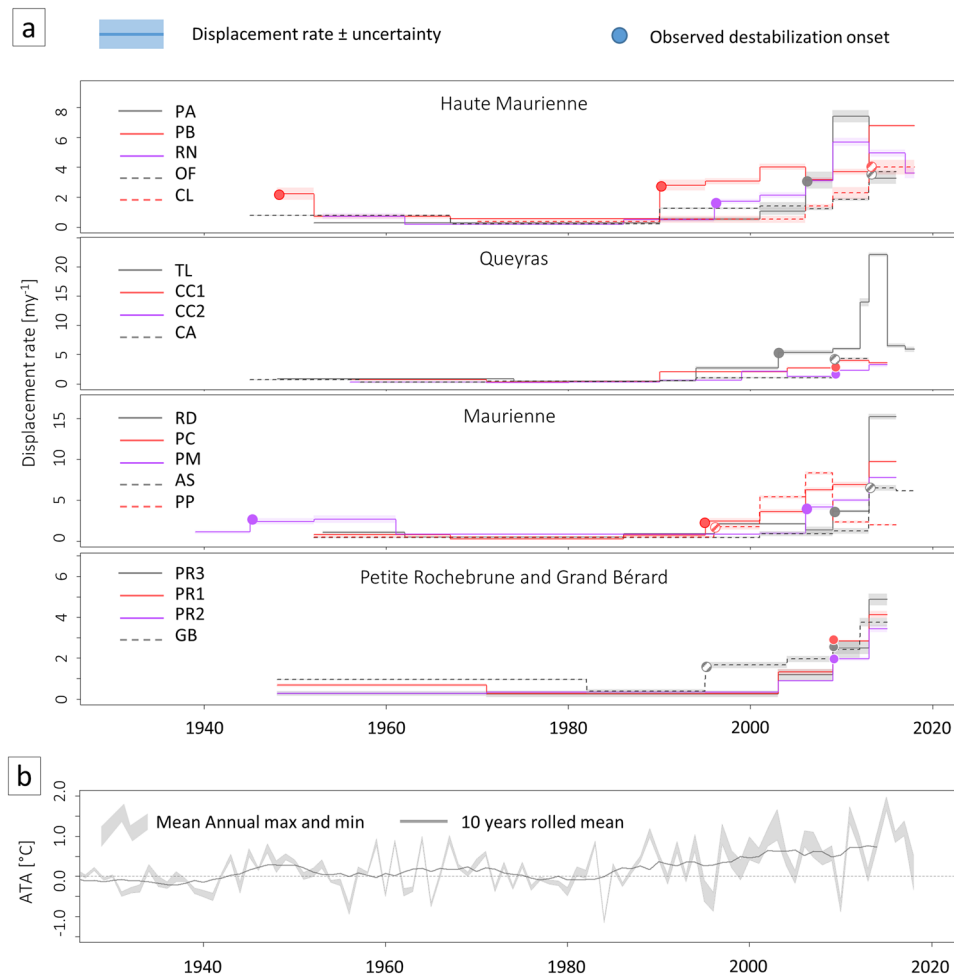 a
Displacement rate ± uncertainty
Observed destabilization onset
Displacement rate [my-1]
Haute Maurienne
PA
PB
RN
OF
CL
8
6
4
2
0
Queyras
TL
CC1
CC2
CA
20
15
10
5
0
Maurienne
RD
PC
PM
AS
PP
15
10
5
0
Petite Rochebrune and Grand Bérard
PR3
PR1
PR2
GB
6
4
2
0
1940 1960 1980 2000 2020
b
ATA [°C]
2.0
1.0
0.0
-1.0
Mean Annual max and min
10 years rolled mean
1940 1960 1980 2000 2020